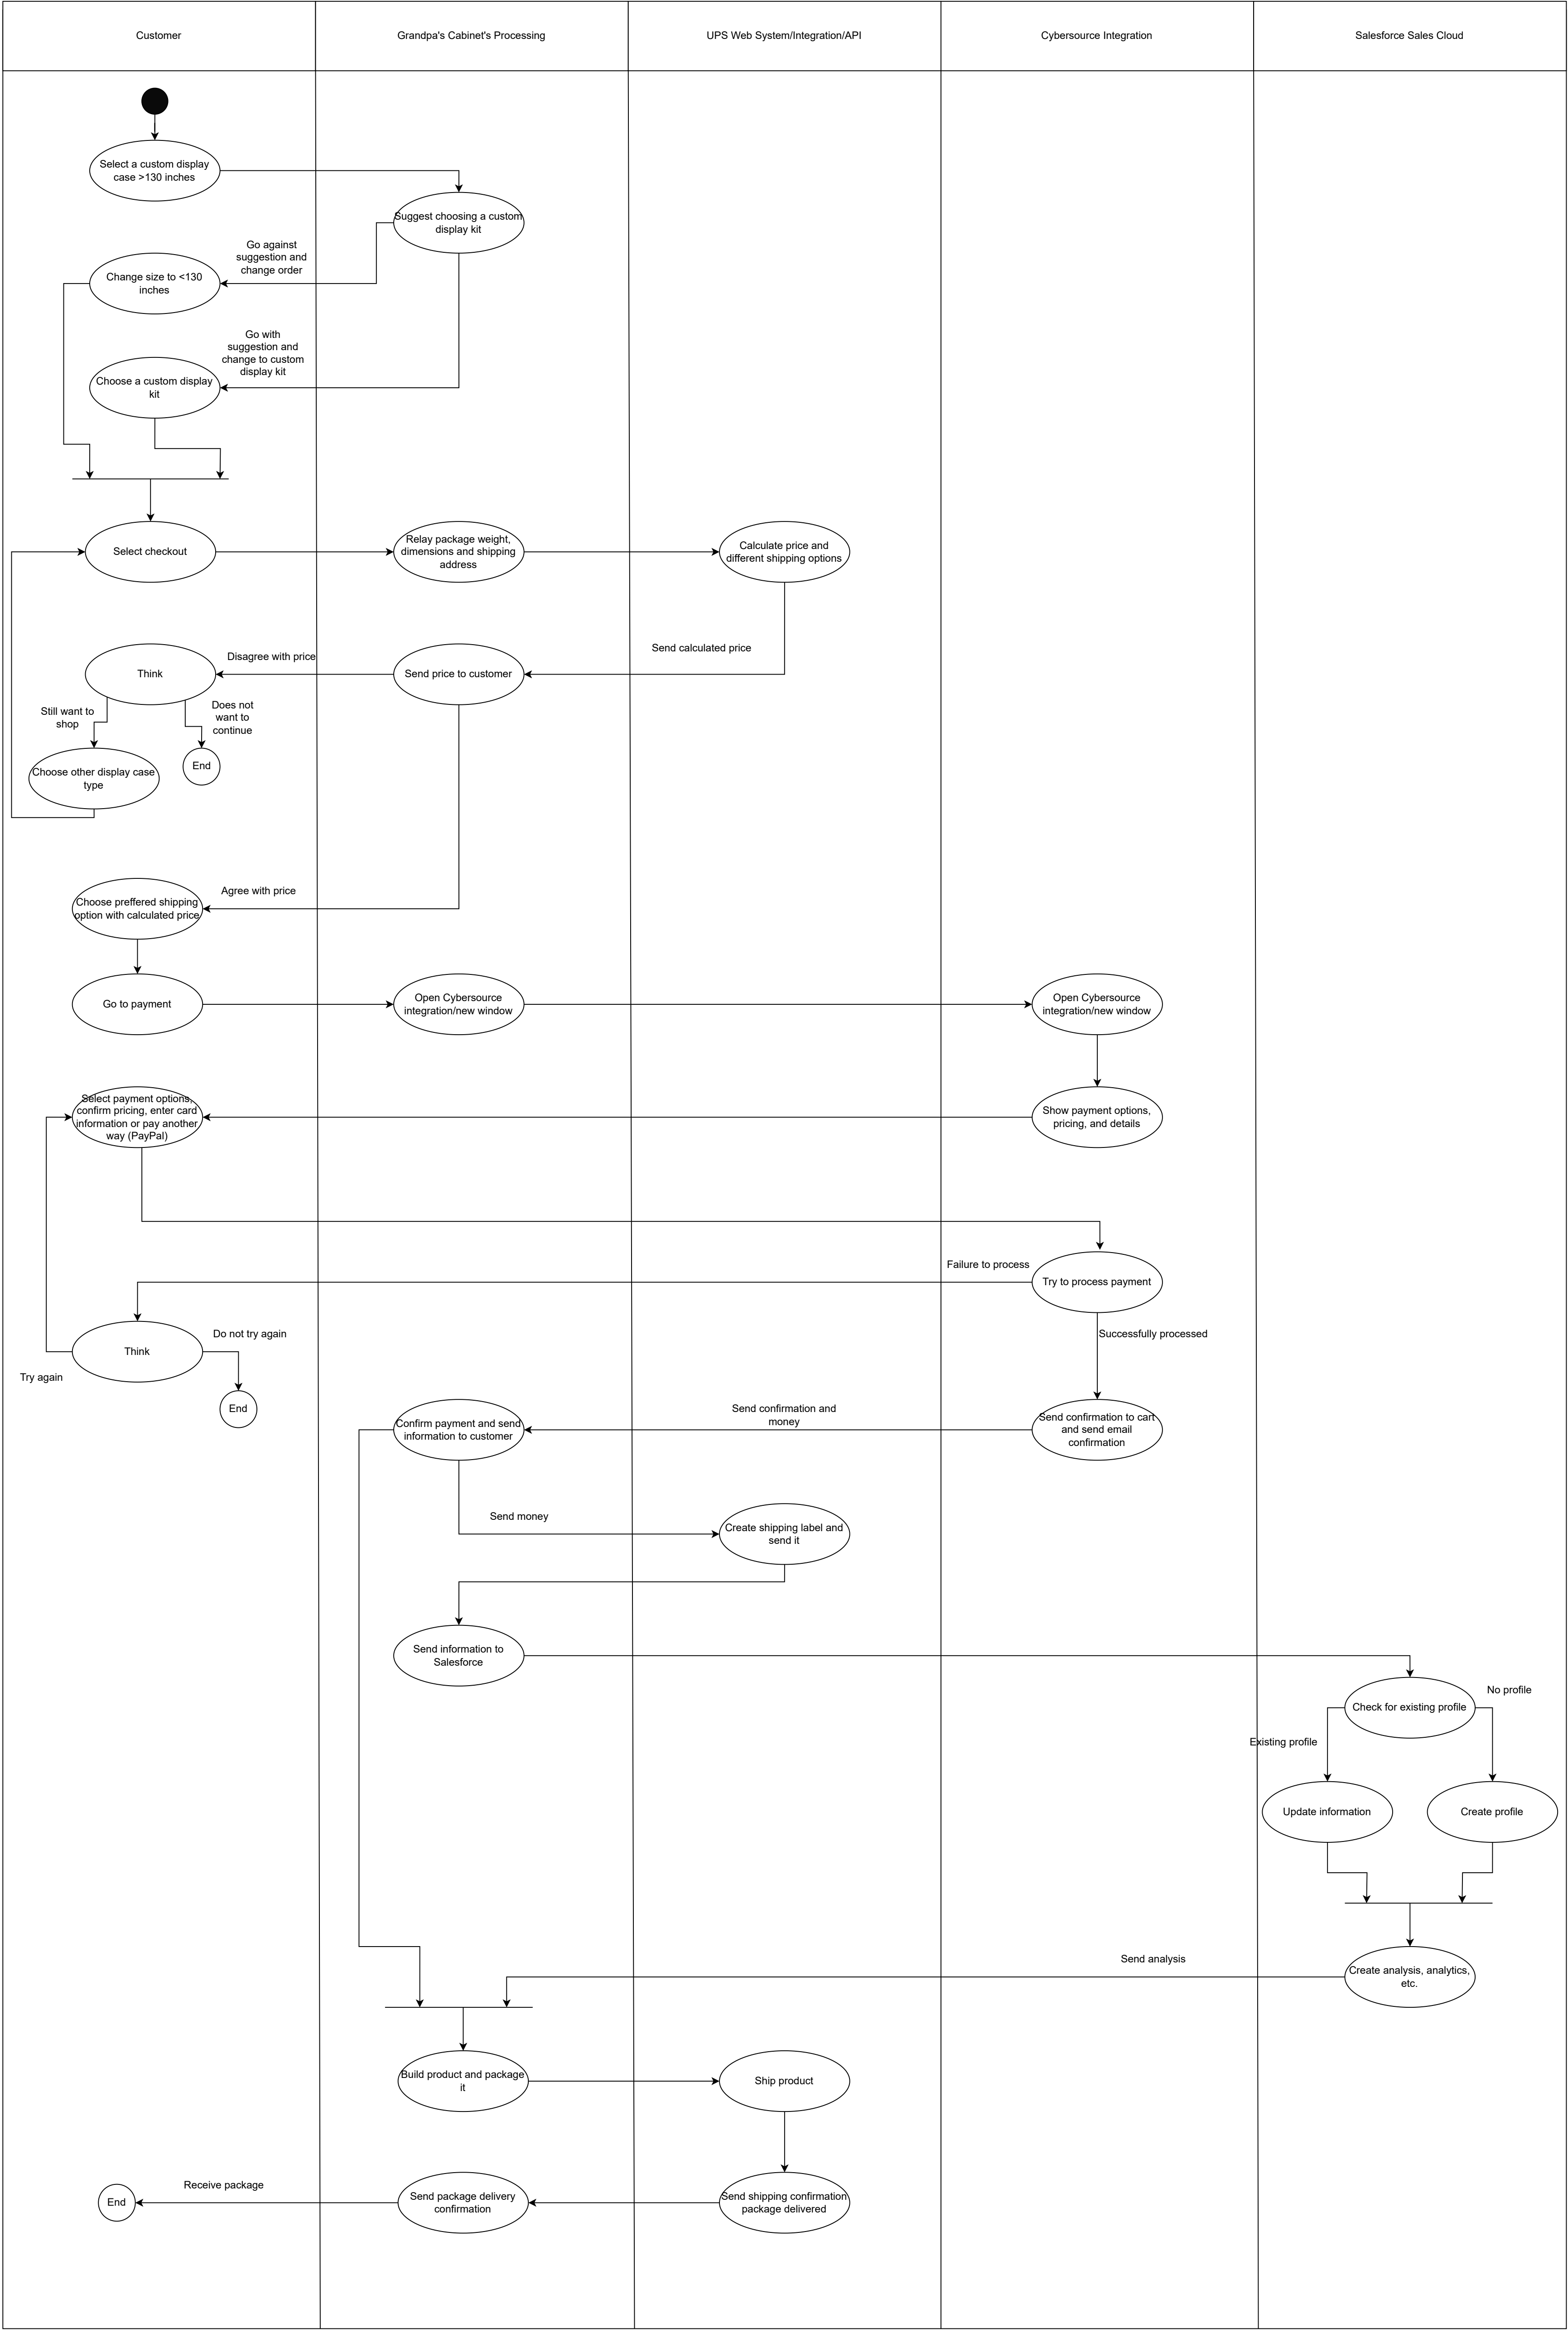 Customer
Grandpa's Cabinet's Processing
UPS Web System/Integration/API
Cybersource Integration
Salesforce Sales Cloud
Select a custom display
case >130 inches
Suggest choosing a custom
display kit
Go against
suggestion and
change order
Change size to <130
inches
Go with
suggestion and
change to custom
display kit
Choose a custom display
kit
Select checkout
Relay package weight,
dimensions and shipping
address
Calculate price and
different shipping options
Send calculated price
Disagree with price
Think
Send price to customer
Still want to
shop
Does not
want to
continue
Choose other display case
type
End
Agree with price
Choose preffered shipping
option with calculated price
Go to payment
Open Cybersource
integration/new window
Open Cybersource
integration/new window
Select payment options,
confirm pricing, enter card
information or pay another
way (PayPal)
Show payment options,
pricing, and details
Failure to process
Try to process payment
Successfully processed
Do not try again
Think
Try again
End
Send confirmation and
money
Confirm payment and send
information to customer
Send confirmation to cart
and send email
confirmation
Send money
Create shipping label and
send it
Send information to
Salesforce
No profile
Check for existing profile
Existing profile
Update information
Create profile
Send analysis
Create analysis, analytics,
etc.
Build product and package
it
Ship product
Receive package
End
Send package delivery
confirmation
Send shipping confirmation
package delivered